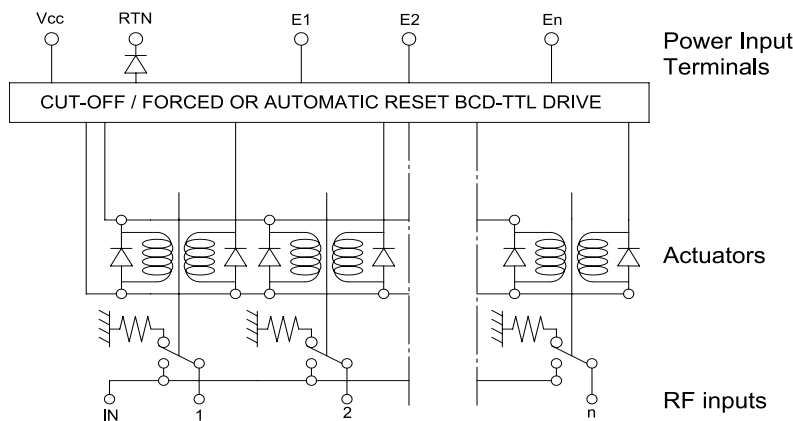 Vcc RTN E1 E2 En
Power Input
Terminals
CUT-OFF / FORCED OR AUTOMATIC RESET BCD-TTL DRIVE
Actuators
IN 1 2 n
RF inputs